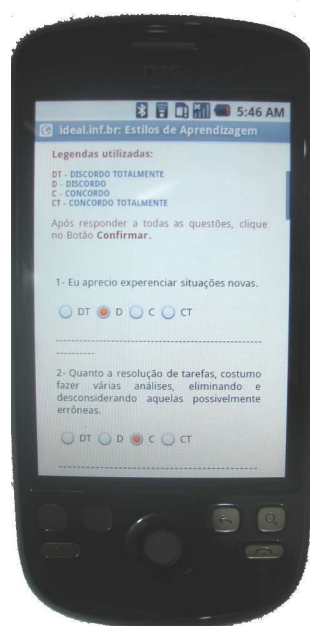 hTC
5:46 AM
ideal.inf.br: Estilos de Aprendizagem
Legendas utilizadas:
DT - DISCORDO TOTALMENTE
D - DISCORDO
C - CONCORDO
CT - CONCORDO TOTALMENTE
Após responder a todas as questões, clique
no Botão Confirmar.
1- Eu aprecio experenciar situações novas.
DT D C CT
-------------------------------------------------
----------
2- Quanto a resolução de tarefas, costumo
fazer várias análises, eliminando e
desconsiderando aquelas possivelmente
errôneas.
DT D C CT
-------------------------------------------------